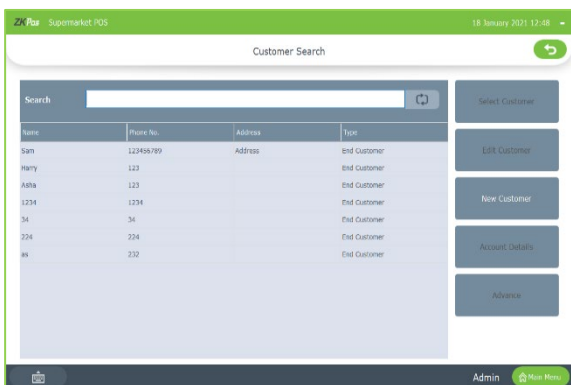 ZKPos Supermarket POS 18 January 2021 12:48
Customer Search
Search
Select Customer
Name Phone No. Address Type
Sam 123456789 Address End Customer
Edit Customer
Harry 123 End Customer
Asha 123 End Customer
1234 1234 End Customer
New Customer
34 34 End Customer
224 224 End Customer
as 232 End Customer
Account Details
Advance
Admin Main Menu